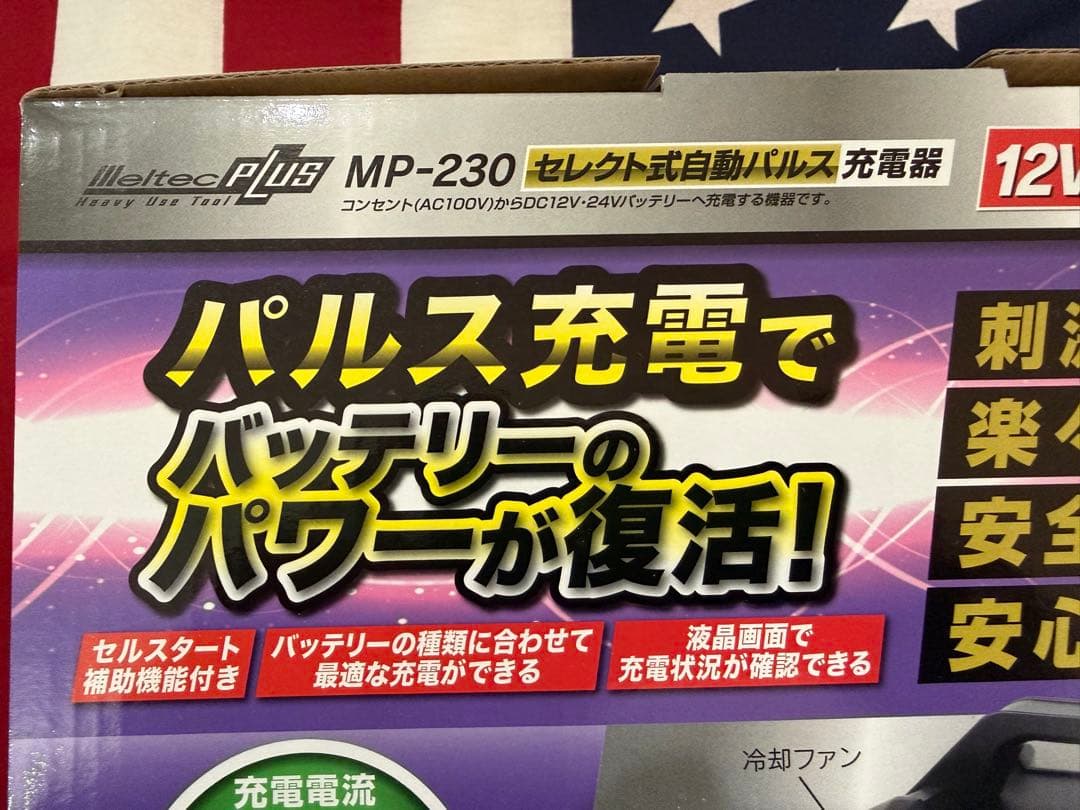 Meltec PLUS
Heavy Use Tool
MP-230 セレクト式自動パルス充電器
コンセント(AC100V)からDC12V・24Vバッテリーへ充電する機器です。
12V
パルス充電で
バッテリーの
パワーが復活!
刺
楽々
安全
安心
セルスタート
補助機能付き
バッテリーの種類に合わせて
最適な充電ができる
液晶画面で
充電状況が確認できる
充電電流
冷却ファン